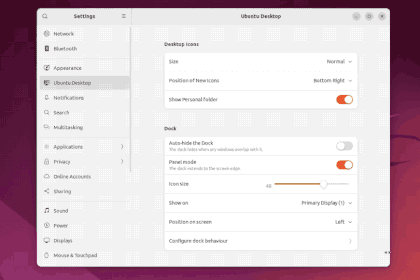 Settings
Ubuntu Desktop
Network
Bluetooth
Appearance
Ubuntu Desktop
Notifications
Search
Multitasking
Applications
Privacy
Online Accounts
Sharing
Sound
Power
Displays
Mouse & Touchpad
Desktop Icons
Size
Normal
Position of New Icons
Bottom Right
Show Personal folder
Dock
Auto-hide the Dock
The dock hides when any windows overlap with it.
Panel mode
The dock extends to the screen edge.
Icon size
48
Show on
Primary Display (1)
Position on screen
Left
Configure dock behaviour